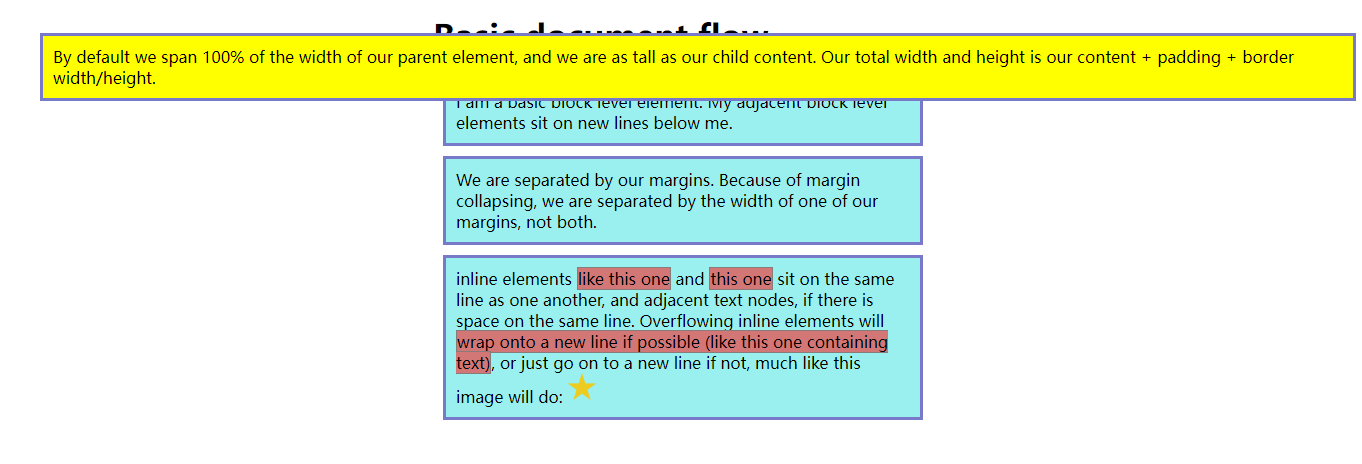 Basic document flow
By default we span 100% of the width of our parent element, and we are as tall as our child content. Our total width and height is our content + padding + border
width/height.
I am a basic block level element. My adjacent block level
elements sit on new lines below me.
We are separated by our margins. Because of margin
collapsing, we are separated by the width of one of our
margins, not both.
inline elements like this one and this one sit on the same
line as one another, and adjacent text nodes, if there is
space on the same line. Overflowing inline elements will
wrap onto a new line if possible (like this one containing
text), or just go on to a new line if not, much like this
image will do: